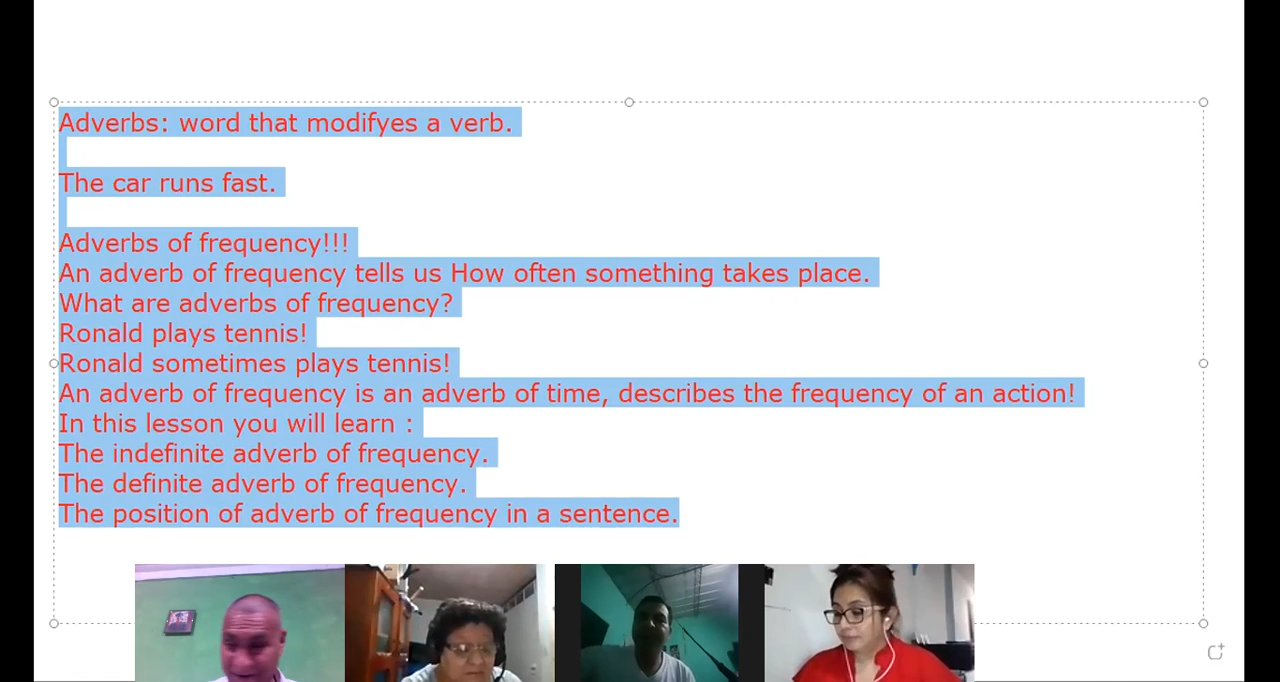 Adverbs: word that modifyes a verb.
The car runs fast.
Adverbs of frequency!!!
An adverb of frequency tells us How often something takes place.
What are adverbs of frequency?
Ronald plays tennis!
Ronald sometimes plays tennis!
An adverb of frequency is an adverb of time, describes the frequency of an action!
In this lesson you will learn :
The indefinite adverb of frequency.
The definite adverb of frequency.
The position of adverb of frequency in a sentence.